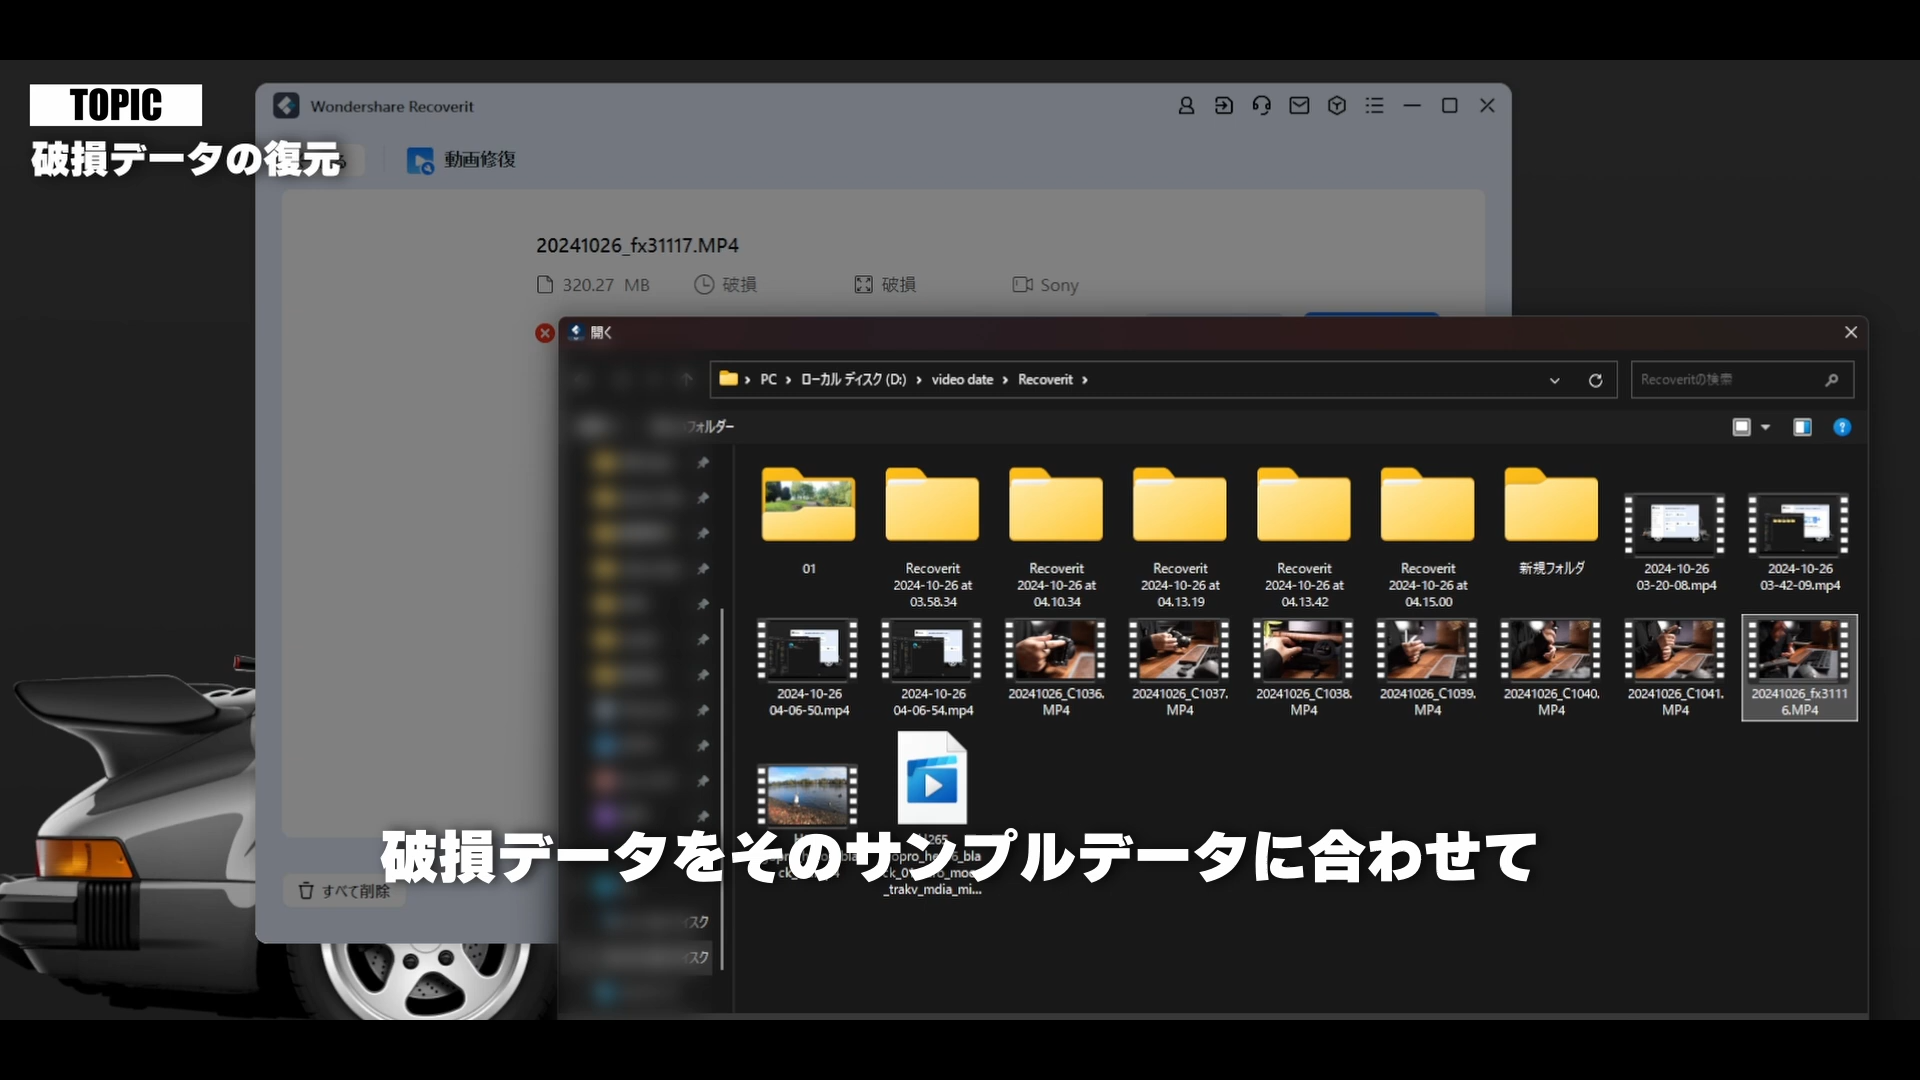 TOPIC
破損データの復元
Wondershare Recoverit
動画修復
20241026_fx31117.MP4
320.27 MB
破損
破損
Sony
開く
PC › ローカル ディスク (D:) › video date › Recoverit ›
Recoveritの検索
フォルダー
01
Recoverit
2024-10-26 at
03.58.34
Recoverit
2024-10-26 at
04.10.34
Recoverit
2024-10-26 at
04.13.19
Recoverit
2024-10-26 at
04.13.42
Recoverit
2024-10-26 at
04.15.00
新規フォルダ
2024-10-26
03-20-08.mp4
2024-10-26
03-42-09.mp4
2024-10-26
04-06-50.mp4
2024-10-26
04-06-54.mp4
20241026_C1036.
MP4
20241026_C1037.
MP4
20241026_C1038.
MP4
20241026_C1039.
MP4
20241026_C1040.
MP4
20241026_C1041.
MP4
20241026_fx3111
6.MP4
_trakv_mdia_mi...
破損データをそのサンプルデータに合わせて
すべて削除